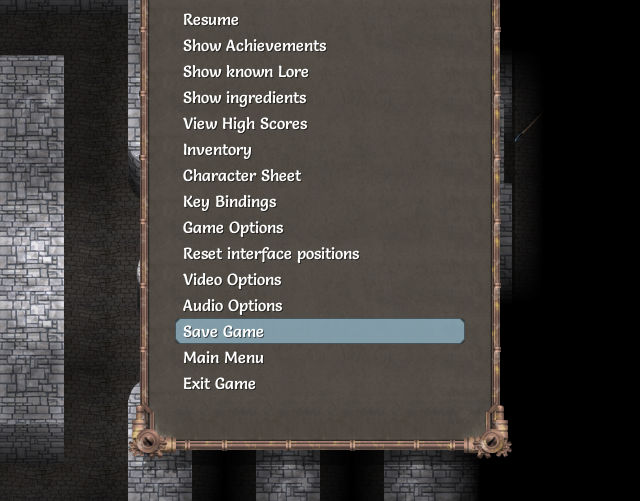 Resume
Show Achievements
Show known Lore
Show ingredients
View High Scores
Inventory
Character Sheet
Key Bindings
Game Options
Reset interface positions
Video Options
Audio Options
Save Game
Main Menu
Exit Game